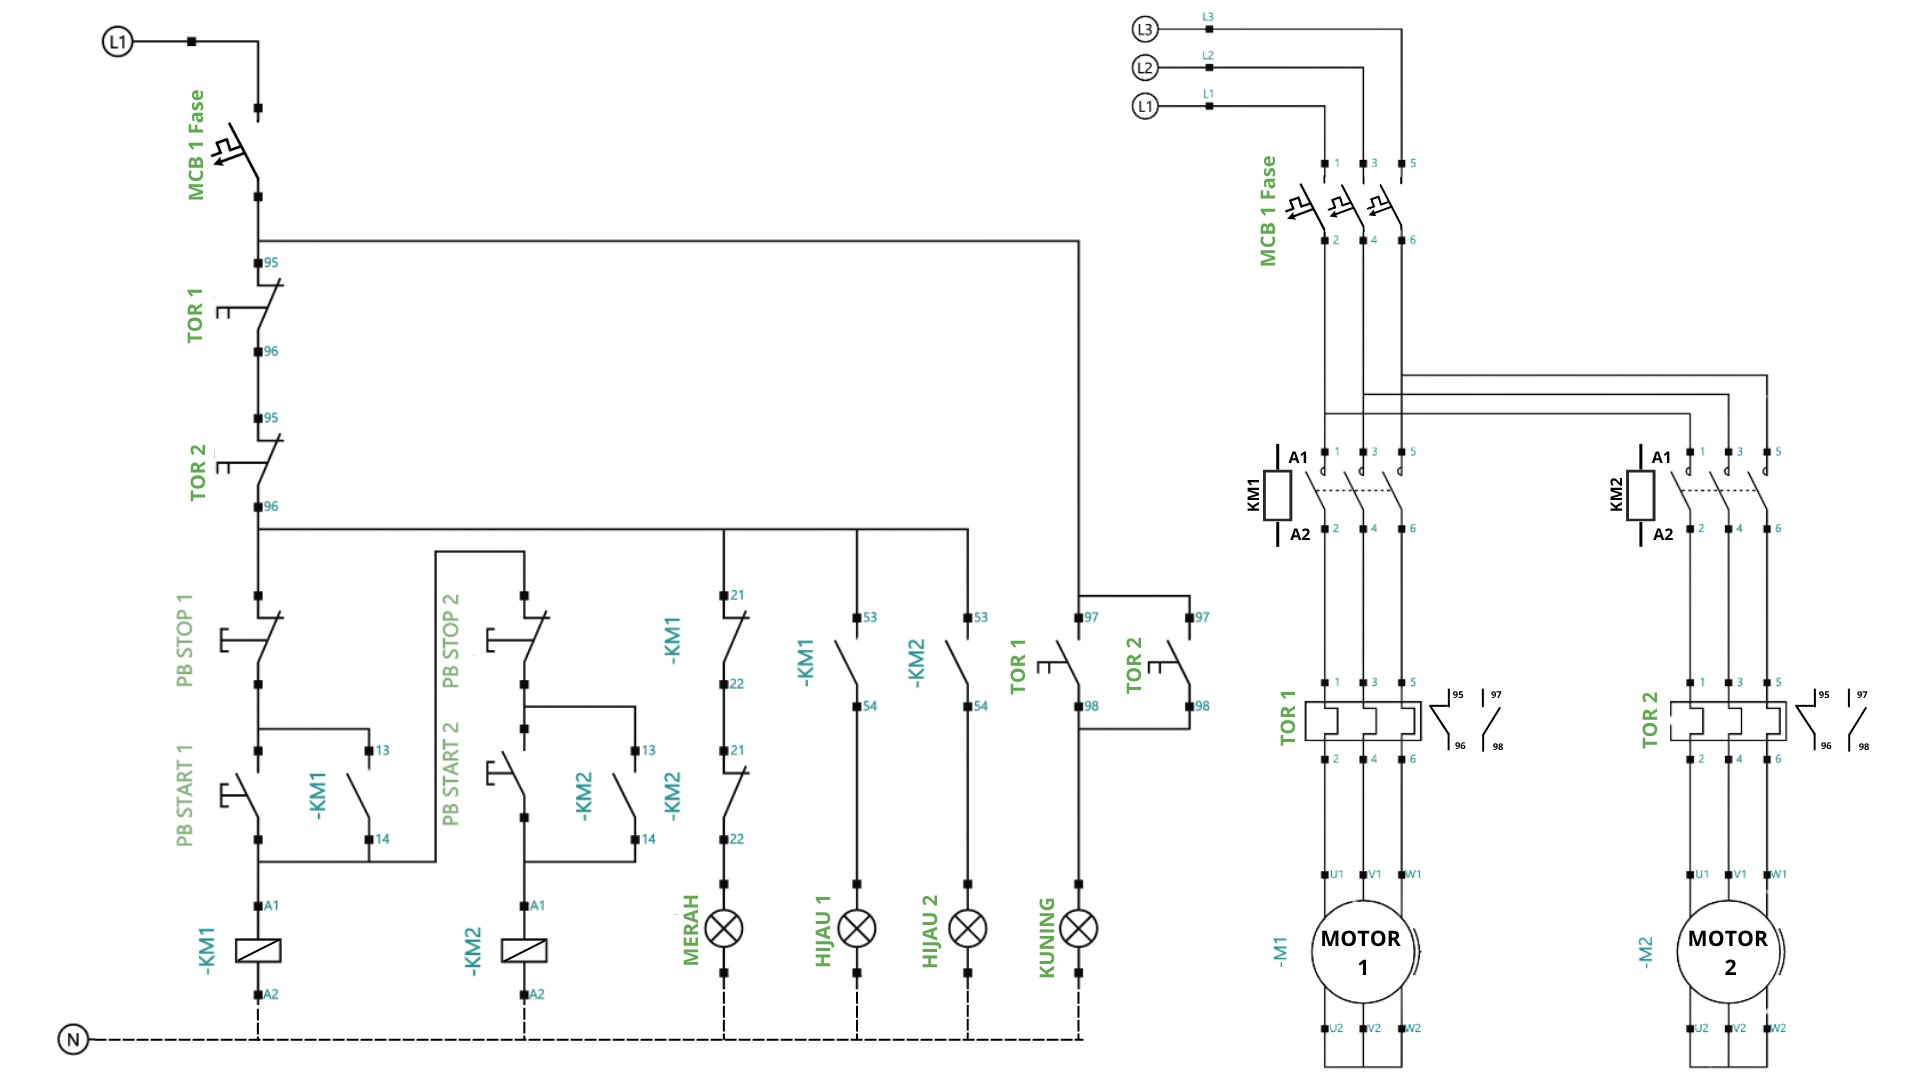 L1
MCB 1 Fase
95
TOR 1
96
95
TOR 2
96
PB STOP 1
PB START 1
13
-KM1
14
A1
-KM1
A2
PB STOP 2
PB START 2
13
-KM2
14
A1
-KM2
A2
21
-KM1
22
21
-KM2
22
MERAH
53
-KM1
54
HIJAU 1
53
-KM2
54
HIJAU 2
97
TOR 1
98
97
TOR 2
98
KUNING
N
L3
L3
L2
L2
L1
L1
MCB 1 Fase
1 3 5
2 4 6
A1
KM1
A2
1 3 5
2 4 6
TOR 1
1 3 5
95 97
96 98
2 4 6
U1 V1 W1
-M1
MOTOR
1
U2 V2 W2
A1
KM2
A2
1 3 5
2 4 6
TOR 2
1 3 5
95 97
96 98
2 4 6
U1 V1 W1
-M2
MOTOR
2
U2 V2 W2